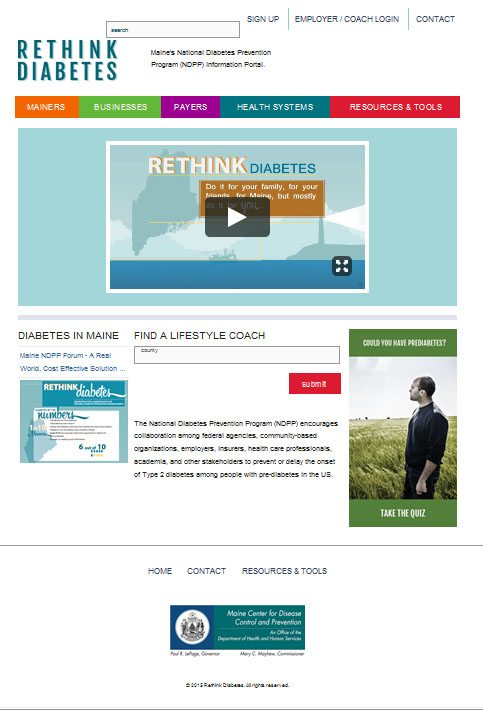 search
SIGN UP
EMPLOYER / COACH LOGIN
CONTACT
RETHINK
DIABETES
Maine's National Diabetes Prevention
Program (NDPP) Information Portal.
MAINERS
BUSINESSES
PAYERS
HEALTH SYSTEMS
RESOURCES & TOOLS
RETHINK DIABETES
Do it for your family, for your
friends, for Maine, but mostly
do it for you.
DIABETES IN MAINE
Maine NDPP Forum - A Real
World, Cost Effective Solution ...
RETHINK diabetes
numbers
6 out of 10
FIND A LIFESTYLE COACH
county
submit
The National Diabetes Prevention Program (NDPP) encourages
collaboration among federal agencies, community-based
organizations, employers, insurers, health care professionals,
academia, and other stakeholders to prevent or delay the onset
of Type 2 diabetes among people with pre-diabetes in the US.
COULD YOU HAVE PREDIABETES?
TAKE THE QUIZ
HOME
CONTACT
RESOURCES & TOOLS
Maine Center for Disease
Control and Prevention
An Office of the
Department of Health and Human Services
Paul R. LePage, Governor
Mary C. Mayhew, Commissioner
© 2015 Rethink Diabetes. All rights reserved.